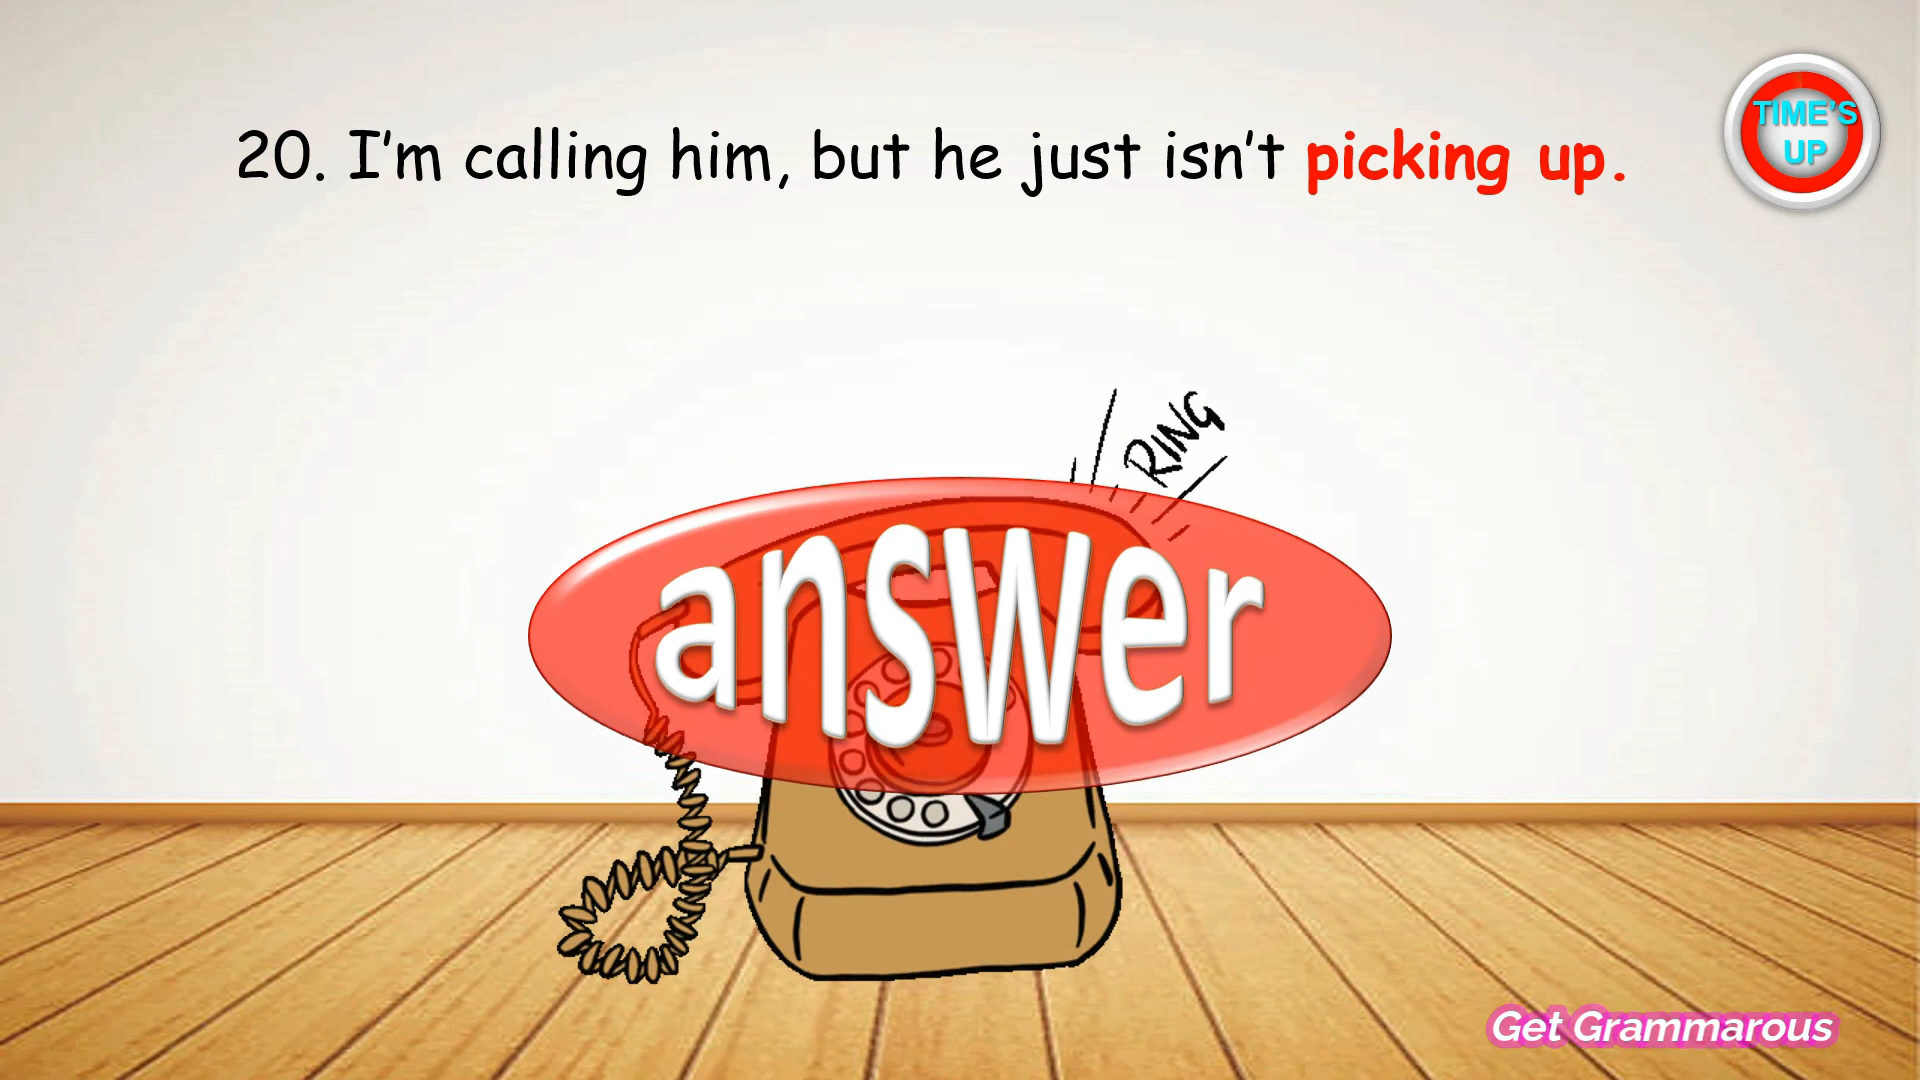 20. I’m calling him, but he just isn’t picking up.
TIME’S
UP
RING
answer
Get Grammarous